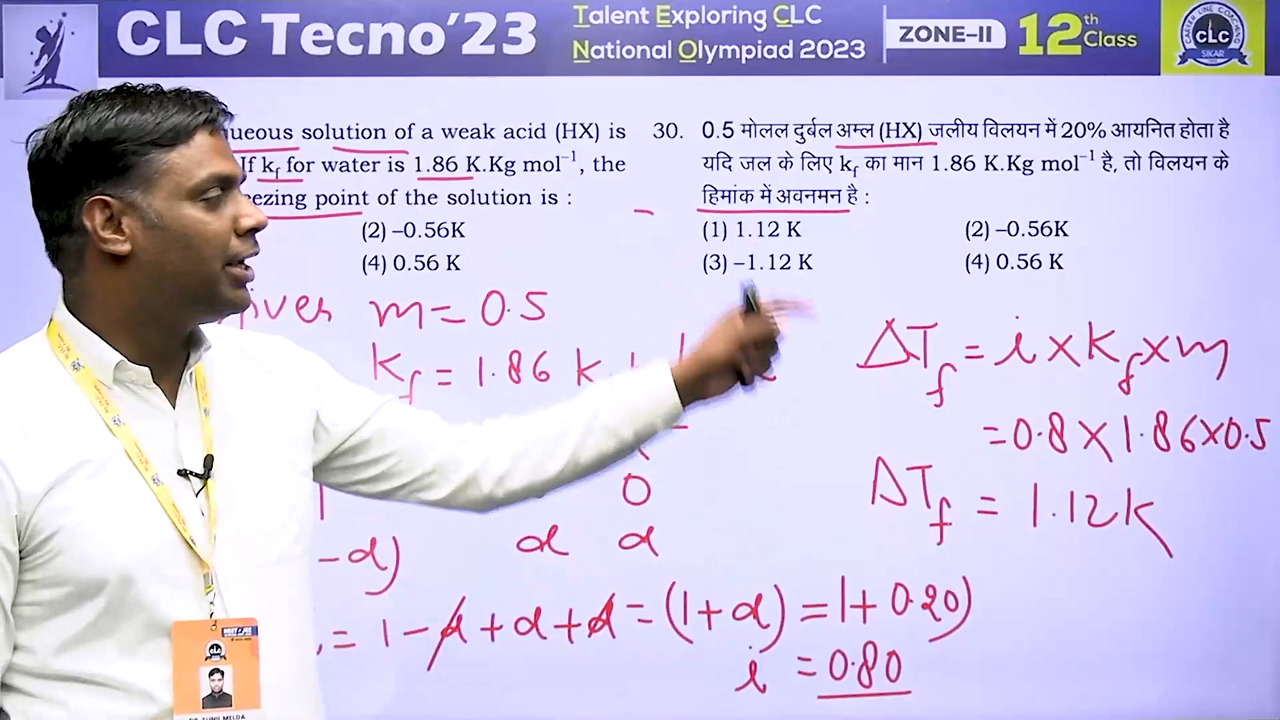 CLC Tecno'23
Talent Exploring CLC
National Olympiad 2023
ZONE–II
12th Class
CAREER LINE COACHING
CLC
SIKAR
ueous solution of a weak acid (HX) is
If kf for water is 1.86 K.Kg mol–1, the
ezing point of the solution is :
(2) –0.56K
(4) 0.56 K
30. 0.5 मोलल दुर्बल अम्ल (HX) जलीय विलयन में 20% आयनित होता है
यदि जल के लिए kf का मान 1.86 K.Kg mol–1 है, तो विलयन के
हिमांक में अवनमन है :
(1) 1.12 K (2) –0.56K
(3) –1.12 K (4) 0.56 K
iven m = 0.5
Kf = 1.86 K
0
–α)
α α
= 1 – α + α + α = (1+α) = 1+0.20)
i = 0.80
ΔTf = i × Kf × m
= 0.8 × 1.86 × 0.5
ΔTf = 1.12 K
CLC